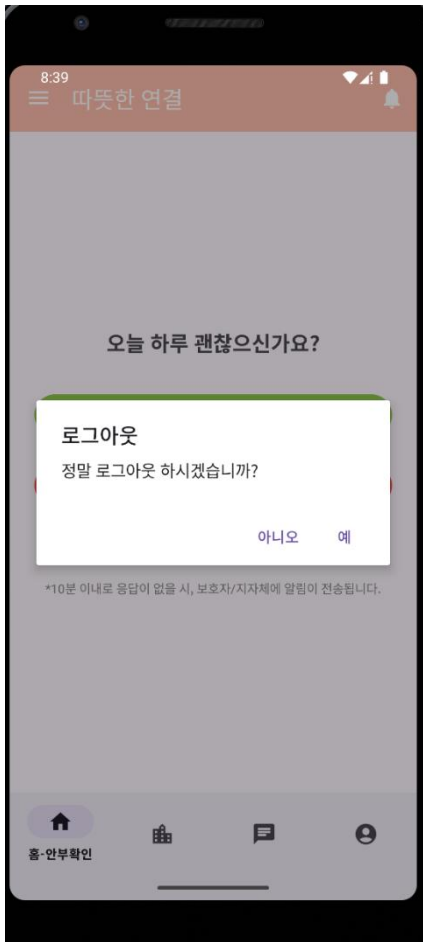 8:39
따뜻한 연결
오늘 하루 괜찮으신가요?
로그아웃
정말 로그아웃 하시겠습니까?
아니오 예
*10분 이내로 응답이 없을 시, 보호자/지자체에 알림이 전송됩니다.
홈-안부확인